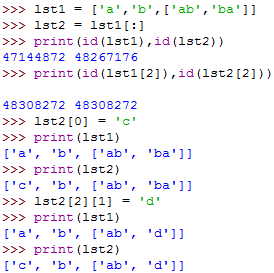 >>> lst1 = ['a','b',['ab','ba']]
>>> lst2 = lst1[:]
>>> print(id(lst1),id(lst2))
47144872 48267176
>>> print(id(lst1[2]),id(lst2[2]))
48308272 48308272
>>> lst2[0] = 'c'
>>> print(lst1)
['a', 'b', ['ab', 'ba']]
>>> print(lst2)
['c', 'b', ['ab', 'ba']]
>>> lst2[2][1] = 'd'
>>> print(lst1)
['a', 'b', ['ab', 'd']]
>>> print(lst2)
['c', 'b', ['ab', 'd']]